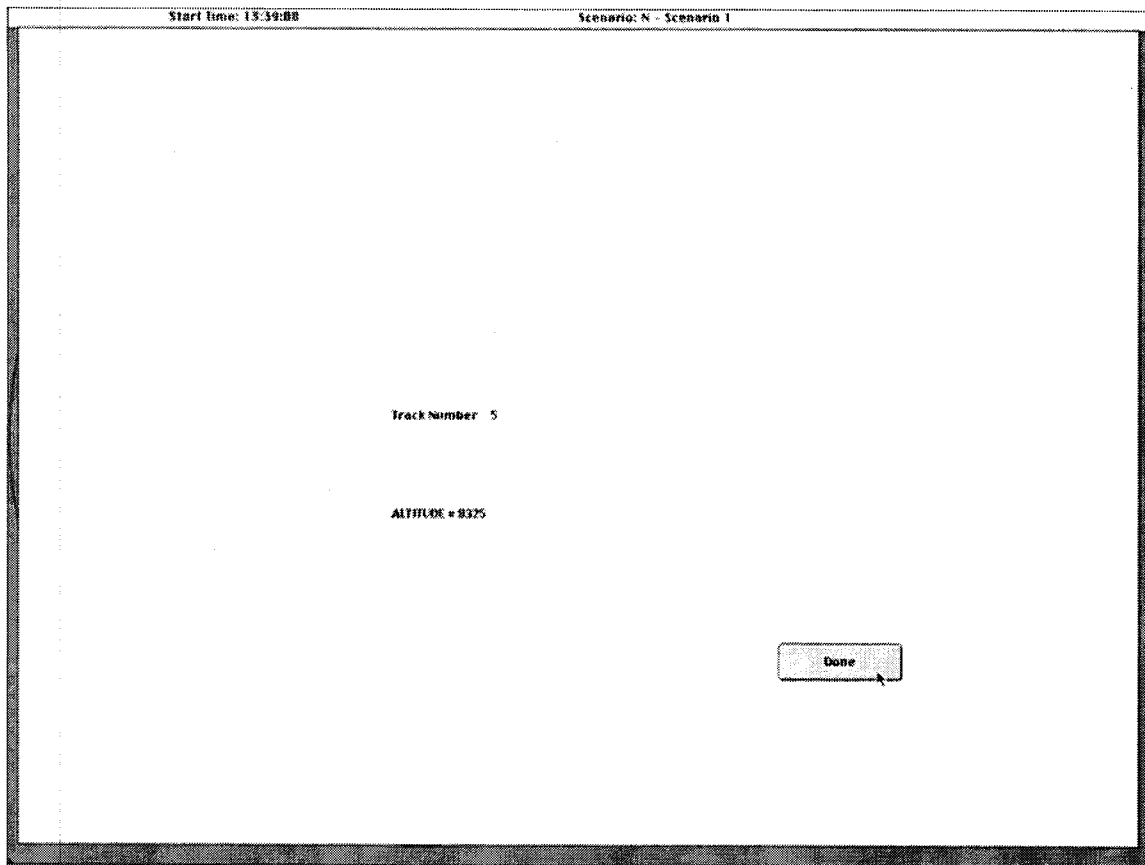 Start Time: 13:39:08 Scenario: N - Scenario 1
Track Number 5
ALTITUDE = 8325
Done